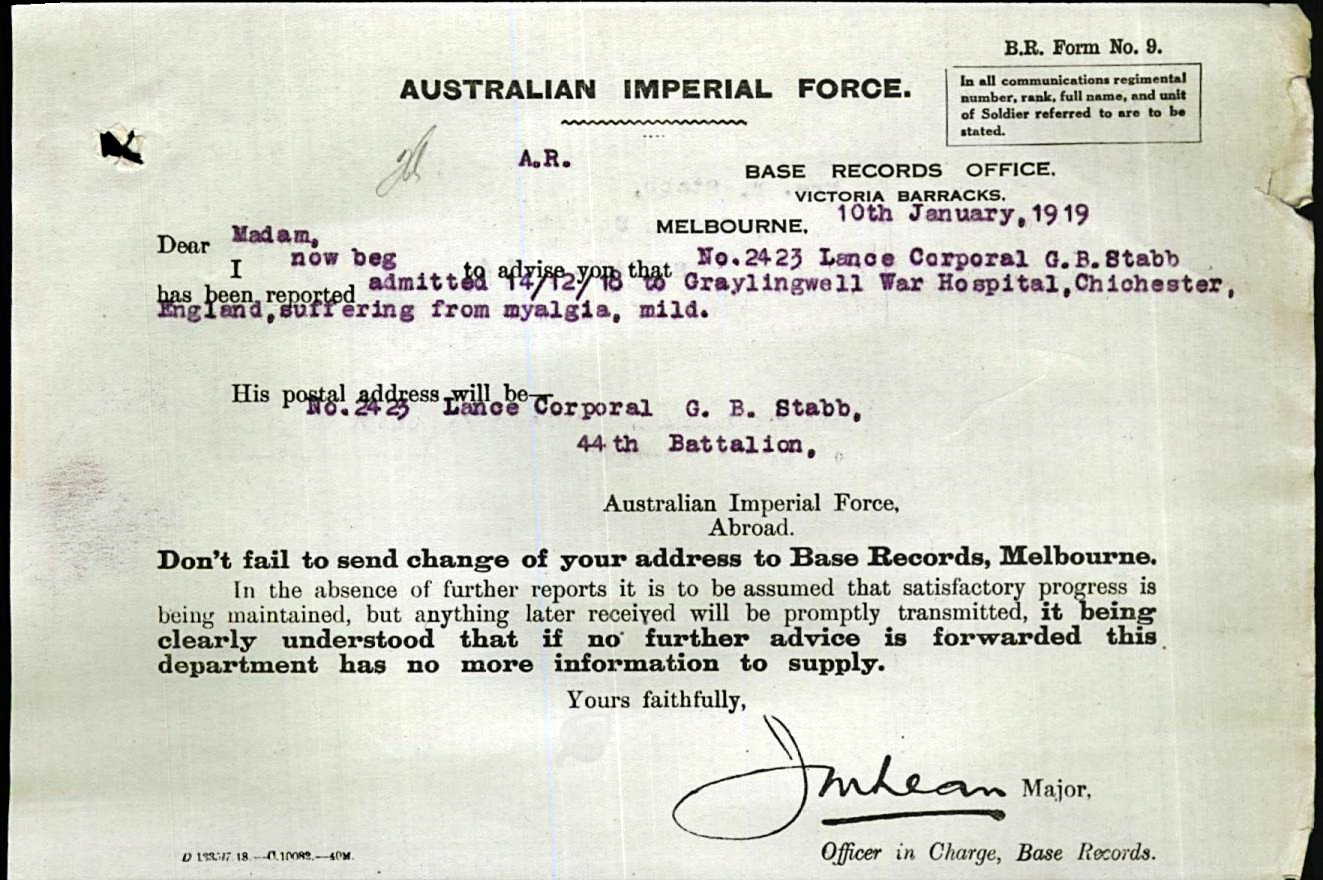 B.R. Form No. 9.
AUSTRALIAN IMPERIAL FORCE.
In all communications regimental
number, rank, full name, and unit
of Soldier referred to are to be
stated.
A.R.
BASE RECORDS OFFICE,
VICTORIA BARRACKS,
MELBOURNE, 10th January, 1919
Dear Madam,
I now beg to advise you that No.2423 Lance Corporal G.B.Stabb
has been reported admitted 14/12/18 to Graylingwell War Hospital,Chichester,
England,suffering from myalgia, mild.
His postal address will be—
No.2423 Lance Corporal G. B. Stabb,
44th Battalion,
Australian Imperial Force,
Abroad.
Don't fail to send change of your address to Base Records, Melbourne.
In the absence of further reports it is to be assumed that satisfactory progress is
being maintained, but anything later received will be promptly transmitted, it being
clearly understood that if no further advice is forwarded this
department has no more information to supply.
Yours faithfully,
JMLean Major,
Officer in Charge, Base Records.